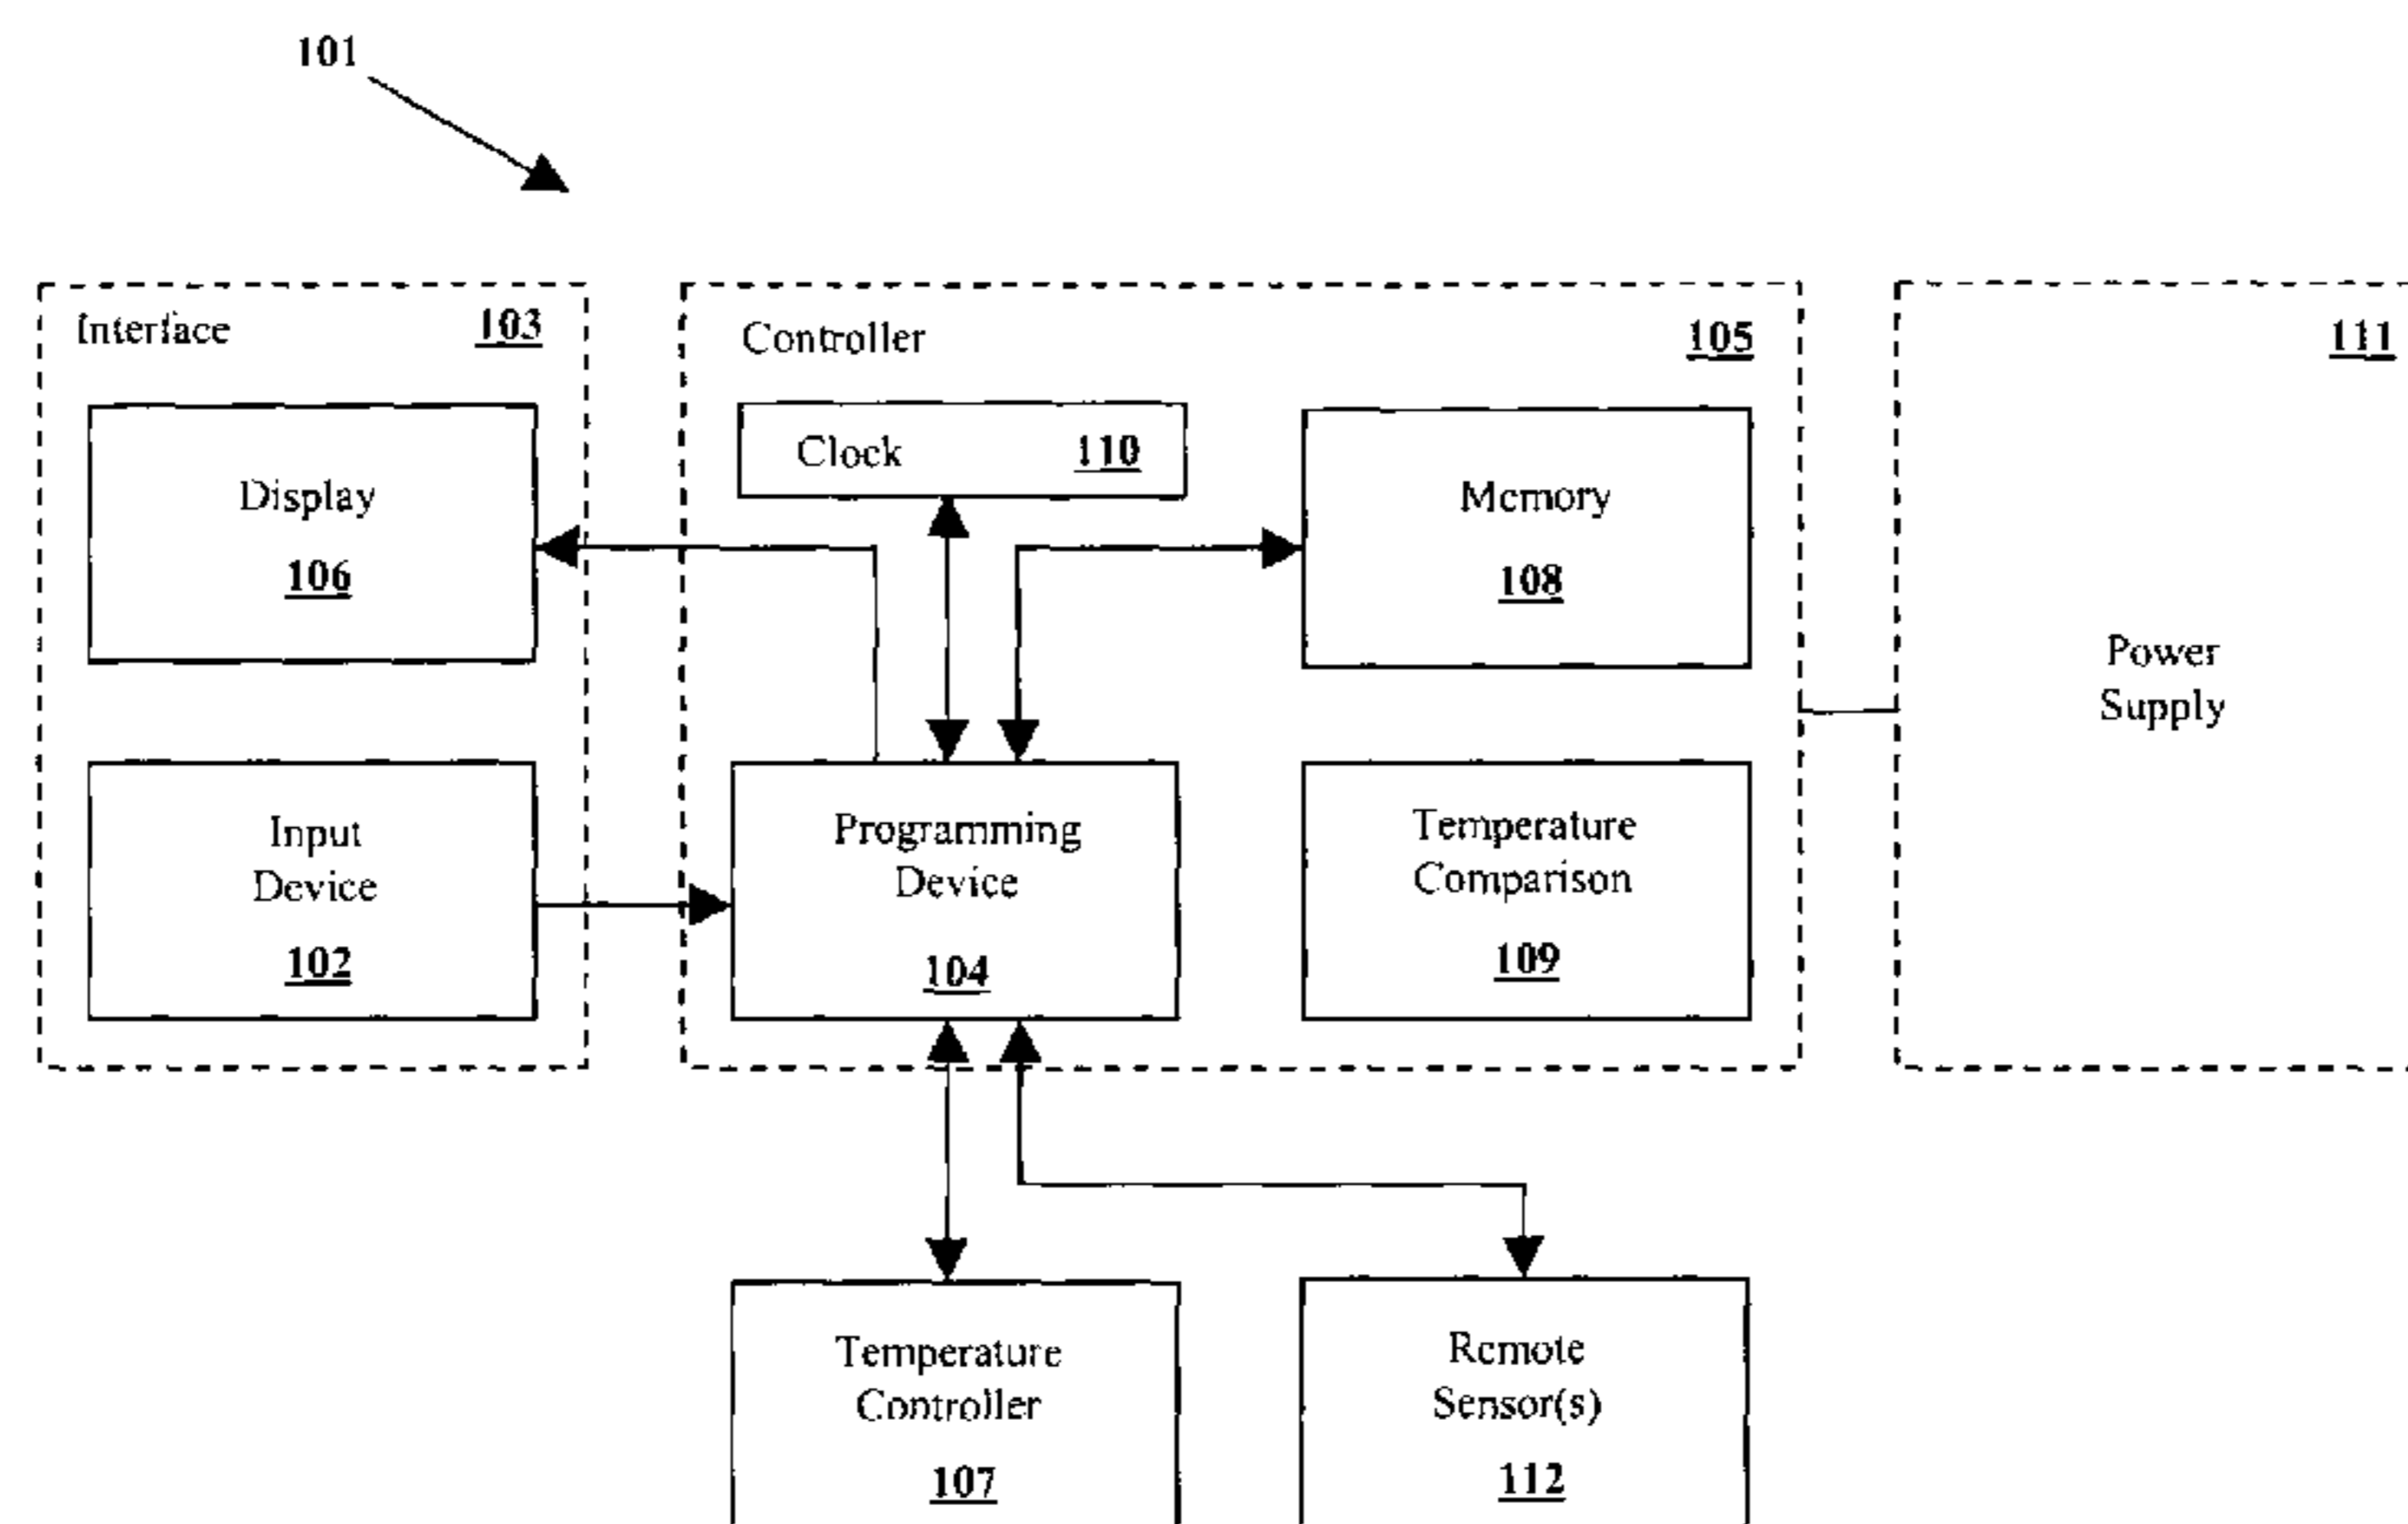 101
Interface 103
Controller 105
111
Clock 110
Display
106
Memory
108
Power
Supply
Input
Device
102
Programming
Device
104
Temperature
Comparison
109
Temperature
Controller
107
Remote
Sensor(s)
112